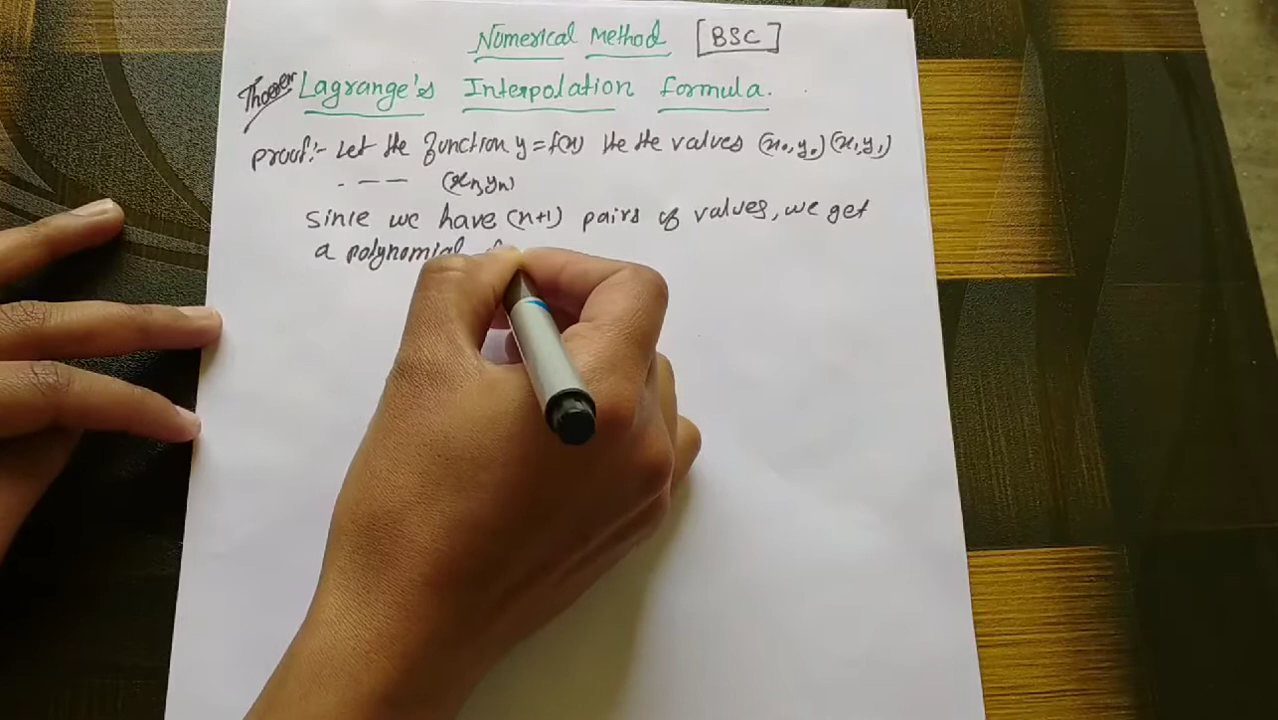 Numerical Method [BSC]
Thoerem Lagrange's Interpolation formula.
proof:- Let the function y = f(x) the the values (x₀, y₀) (x₁, y₁)
. --- (xn, yn)
since we have (n+1) pairs of values, we get
a polynomial